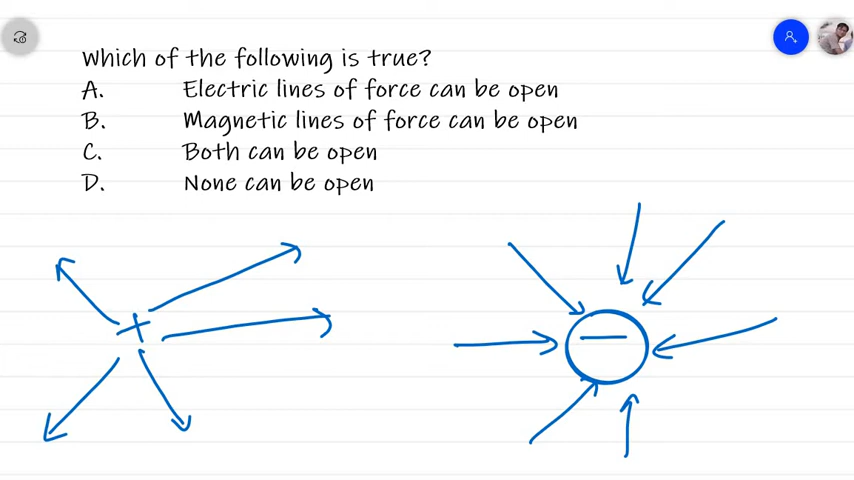 Which of the following is true?
A. Electric lines of force can be open
B. Magnetic lines of force can be open
C. Both can be open
D. None can be open
+
−